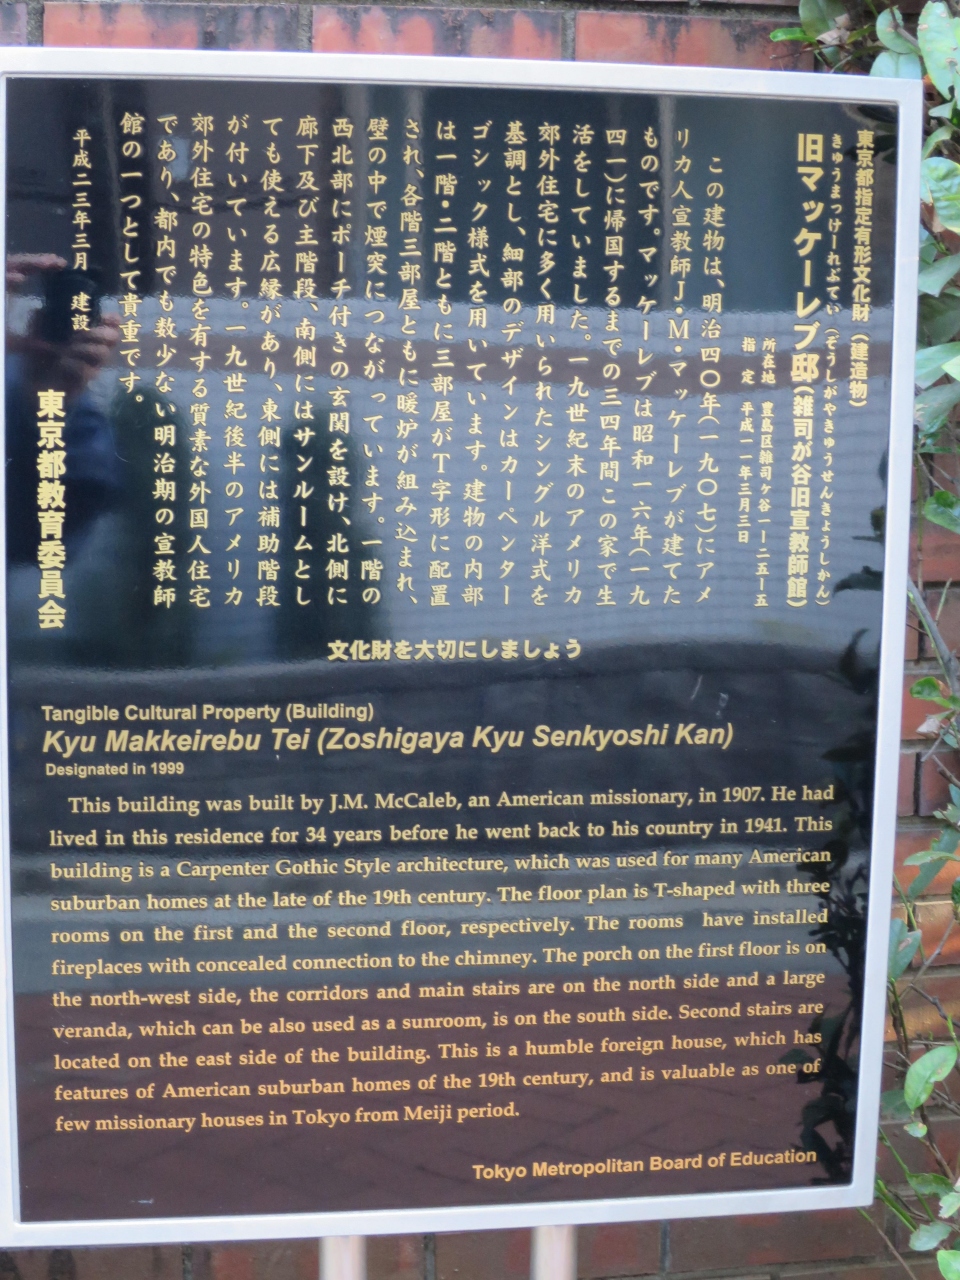 東京都指定有形文化財(建造物)
きゅうまっけーれぶてい(ぞうしがやきゅうせんきょうしかん)
旧マッケーレブ邸(雑司が谷旧宣教師館)
所在地 豊島区雑司ケ谷一ー二五ー五
指定 平成一一年三月三日
この建物は、明治四〇年(一九〇七)にアメ
リカ人宣教師J・M・マッケーレブが建てた
ものです。マッケーレブは昭和一六年(一九
四一)に帰国するまでの三四年間この家で生
活をしていました。一九世紀末のアメリカ
郊外住宅に多く用いられたシングル洋式を
基調とし、細部のデザインはカーペンター
ゴシック様式を用いています。建物の内部
は一階・二階ともに三部屋がT字形に配置
され、各階三部屋ともに暖炉が組み込まれ、
壁の中で煙突につながっています。一階の
西北部にポーチ付きの玄関を設け、北側に
廊下及び主階段、南側にはサンルームとし
ても使える広縁があり、東側には補助階段
が付いています。一九世紀後半のアメリカ
郊外住宅の特色を有する質素な外国人住宅
であり、都内でも数少ない明治期の宣教師
館の一つとして貴重です。
平成二三年三月 建設
東京都教育委員会
文化財を大切にしましょう
Tangible Cultural Property (Building)
Kyu Makkeirebu Tei (Zoshigaya Kyu Senkyoshi Kan)
Designated in 1999
This building was built by J.M. McCaleb, an American missionary, in 1907. He had
lived in this residence for 34 years before he went back to his country in 1941. This
building is a Carpenter Gothic Style architecture, which was used for many American
suburban homes at the late of the 19th century. The floor plan is T-shaped with three
rooms on the first and the second floor, respectively. The rooms have installed
fireplaces with concealed connection to the chimney. The porch on the first floor is on
the north-west side, the corridors and main stairs are on the north side and a large
veranda, which can be also used as a sunroom, is on the south side. Second stairs are
located on the east side of the building. This is a humble foreign house, which has
features of American suburban homes of the 19th century, and is valuable as one of
few missionary houses in Tokyo from Meiji period.
Tokyo Metropolitan Board of Education